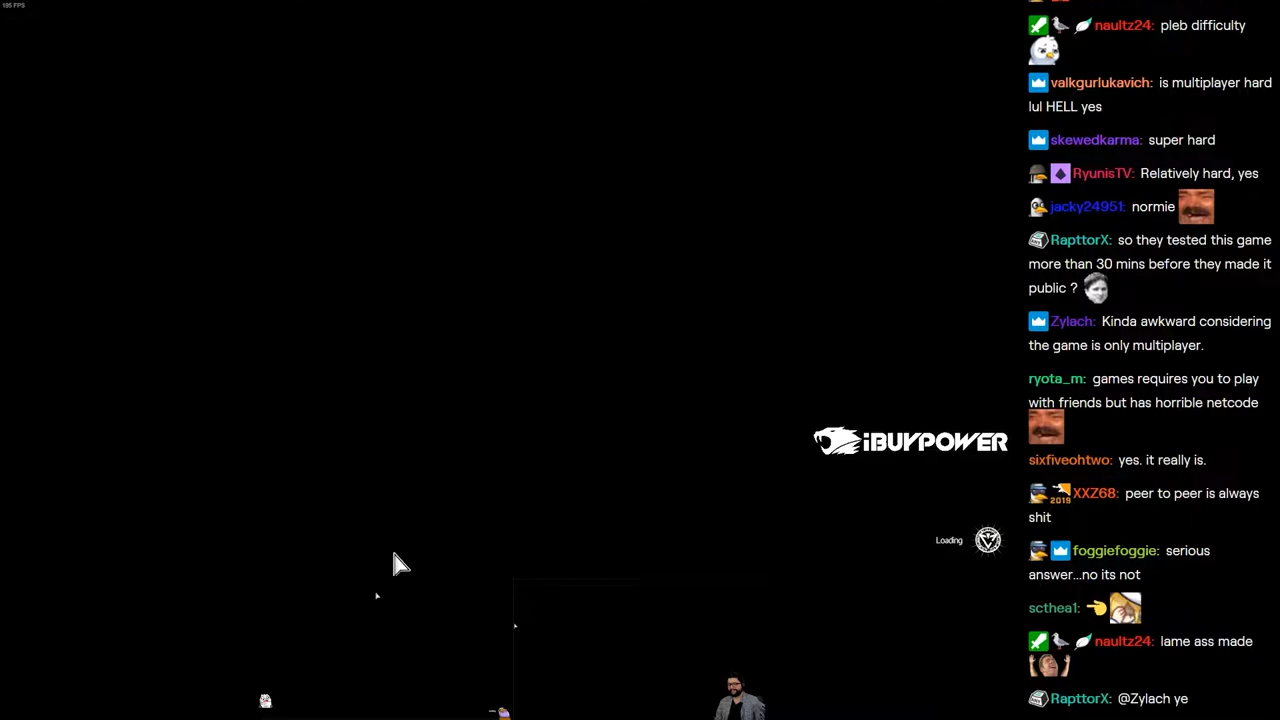 195 FPS
naultz24: pleb difficulty
valkgurlukavich: is multiplayer hard
lul HELL yes
skewedkarma: super hard
RyunisTV: Relatively hard, yes
jacky24951: normie
RapttorX: so they tested this game
more than 30 mins before they made it
public ?
Zylach: Kinda awkward considering
the game is only multiplayer.
ryota_m: games requires you to play
with friends but has horrible netcode
iBUYPOWER
sixfiveohtwo: yes. it really is.
2019 XXZ68: peer to peer is always
shit
Loading
foggiefoggie: serious
answer...no its not
scthea1:
naultz24: lame ass made
RapttorX: @Zylach ye